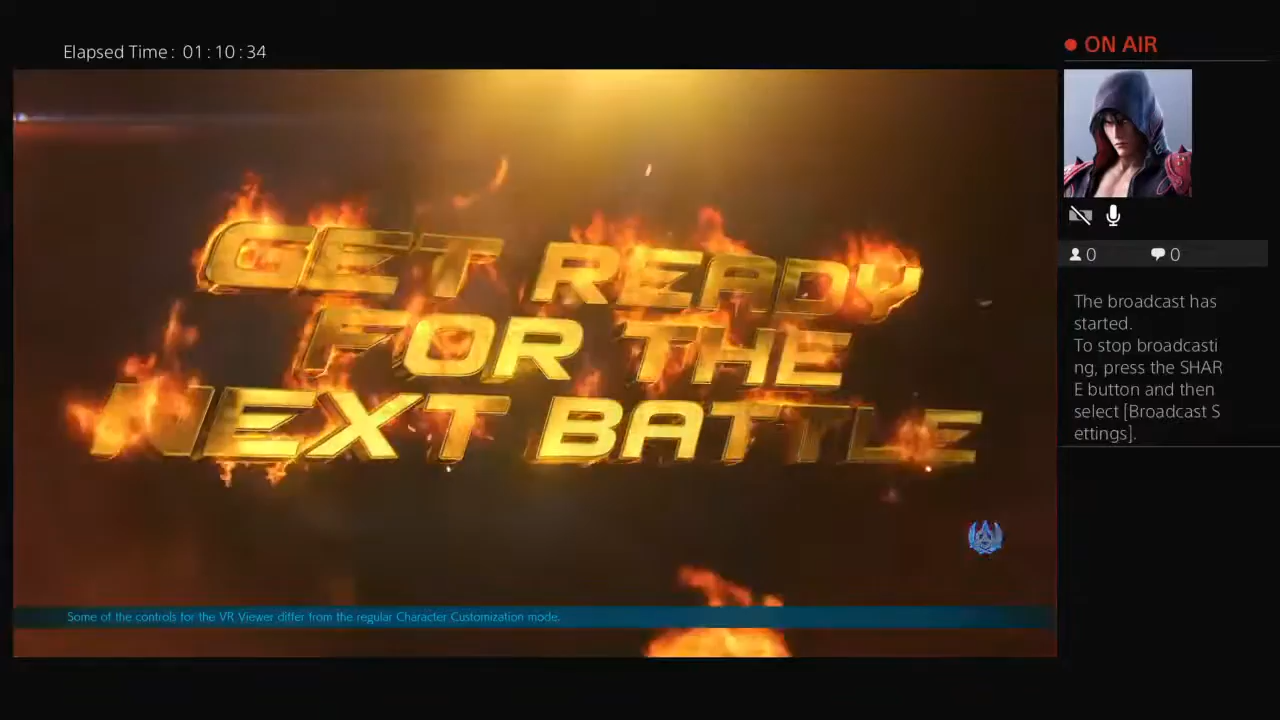 Elapsed Time: 01:10:34
ON AIR
GET READY
FOR THE
NEXT BATTLE
0 0
The broadcast has
started.
To stop broadcasti
ng, press the SHAR
E button and then
select [Broadcast S
ettings].
Some of the controls for the VR Viewer differ from the regular Character Customization mode.